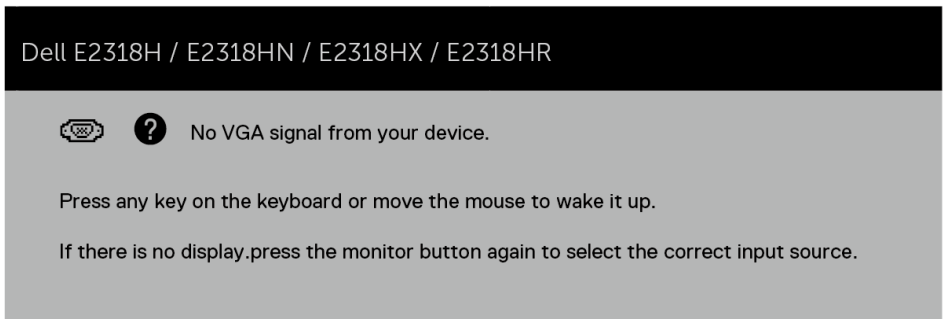 Dell E2318H / E2318HN / E2318HX / E2318HR
No VGA signal from your device.
Press any key on the keyboard or move the mouse to wake it up.
If there is no display.press the monitor button again to select the correct input source.